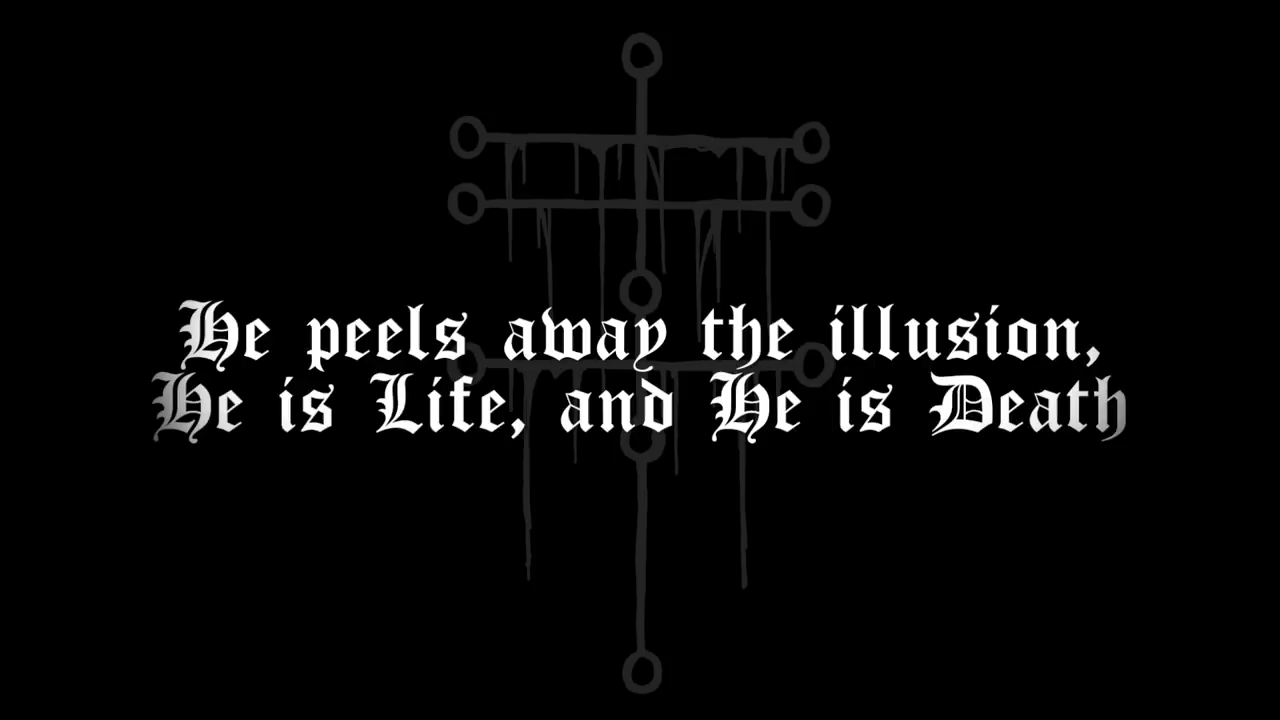 He peels away the illusion,
He is Life, and He is Death